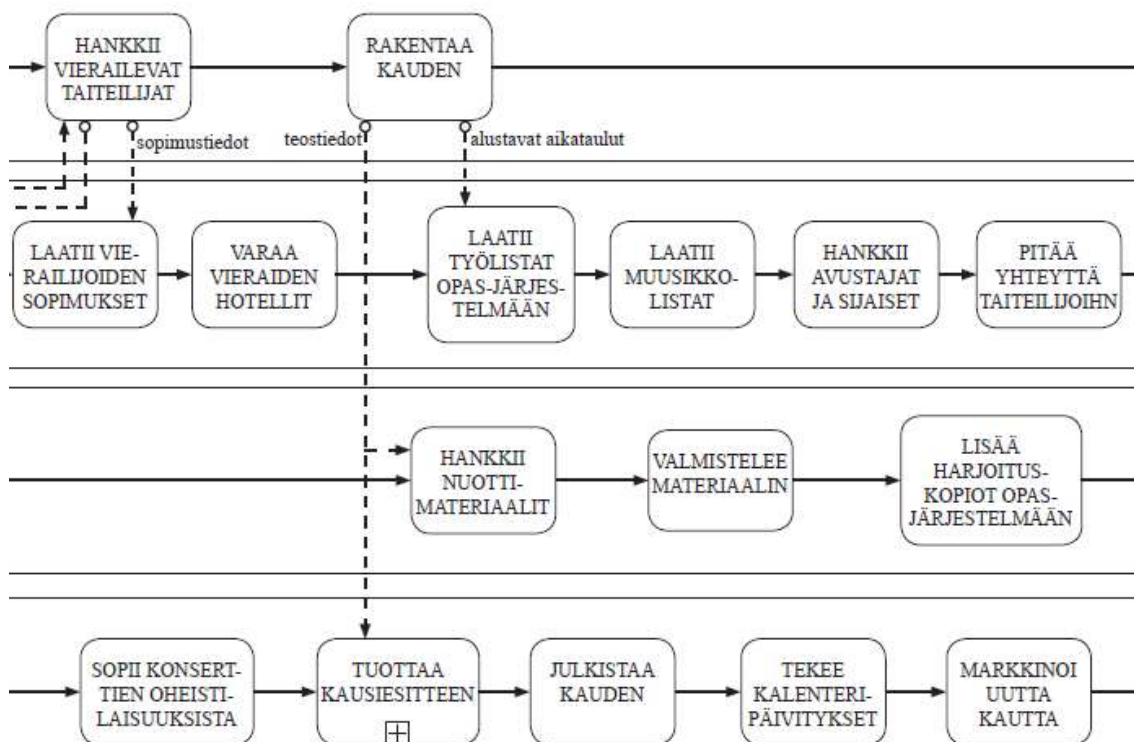 HANKKII
VIERAILEVAT
TAITEILIJAT
RAKENTAA
KAUDEN
sopimustiedot
teostiedot
alustavat aikataulut
LAATII VIE-
RAILIJOIDEN
SOPIMUKSET
VARAA
VIERAIDEN
HOTELLIT
LAATII
TYÖLISTAT
OPAS-JÄRJES-
TELMÄÄN
LAATII
MUUSIKKO-
LISTAT
HANKKII
AVUSTAJAT
JA SIJAISET
PITÄÄ
YHTEYTTÄ
TAITEILIJOIHN
HANKKII
NUOTTI-
MATERIAALIT
VALMISTELEE
MATERIAALIN
LISÄÄ
HARJOITUS-
KOPIOT OPAS-
JÄRJESTELMÄÄN
SOPII KONSERT-
TIEN OHEISTI-
LAISUUKSISTA
TUOTTAA
KAUSIESITTEEN
JULKISTAA
KAUDEN
TEKEE
KALENTERI-
PÄIVITYKSET
MARKKINOI
UUTTA
KAUTTA